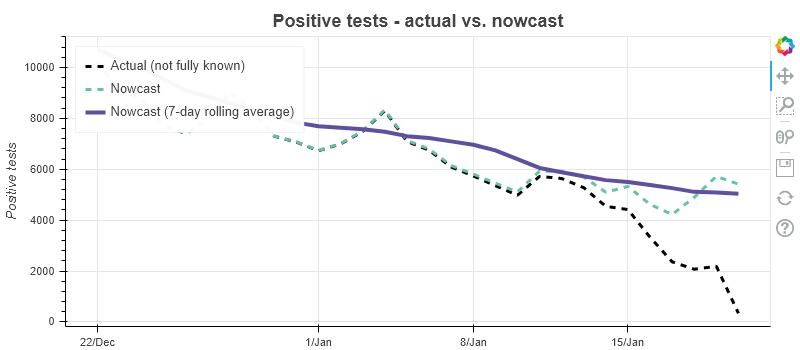 Positive tests - actual vs. nowcast
Actual (not fully known)
Nowcast
Nowcast (7-day rolling average)
Positive tests
10000
8000
6000
4000
2000
0
22/Dec
1/Jan
8/Jan
15/Jan